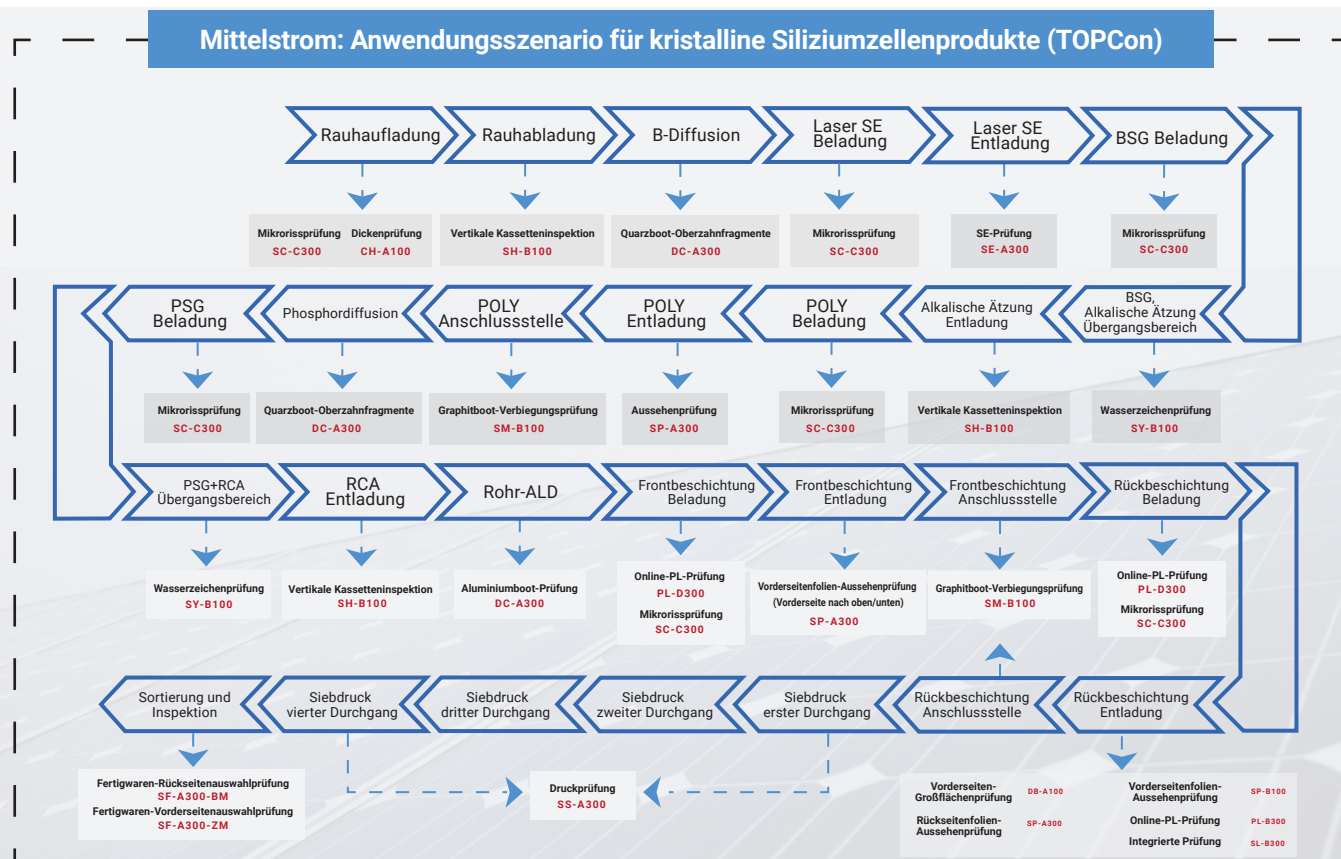 Mittelstrom: Anwendungsszenario für kristalline Siliziumzellenprodukte (TOPCon)
Rauhaufladung
Rauhabladung
B-Diffusion
Laser SE
Beladung
Laser SE
Entladung
BSG Beladung
Mikrorissprüfung
SC-C300
Dickenprüfung
CH-A100
Vertikale Kassetteninspektion
SH-B100
Quarzboot-Oberzahnfragmente
DC-A300
Mikrorissprüfung
SC-C300
SE-Prüfung
SE-A300
Mikrorissprüfung
SC-C300
PSG
Beladung
Phosphordiffusion
POLY
Anschlussstelle
POLY
Entladung
POLY
Beladung
Alkalische Ätzung
Entladung
BSG,
Alkalische Ätzung
Übergangsbereich
Mikrorissprüfung
SC-C300
Quarzboot-Oberzahnfragmente
DC-A300
Graphitboot-Verbiegungsprüfung
SM-B100
Aussehenprüfung
SP-A300
Mikrorissprüfung
SC-C300
Vertikale Kassetteninspektion
SH-B100
Wasserzeichenprüfung
SY-B100
PSG+RCA
Übergangsbereich
RCA
Entladung
Rohr-ALD
Frontbeschichtung
Beladung
Frontbeschichtung
Entladung
Frontbeschichtung
Anschlussstelle
Rückbeschichtung
Beladung
Wasserzeichenprüfung
SY-B100
Vertikale Kassetteninspektion
SH-B100
Aluminiumboot-Prüfung
DC-A300
Online-PL-Prüfung
PL-D300
Mikrorissprüfung
SC-C300
Vorderseitenfolien-Aussehenprüfung
(Vorderseite nach oben/unten)
SP-A300
Graphitboot-Verbiegungsprüfung
SM-B100
Online-PL-Prüfung
PL-D300
Mikrorissprüfung
SC-C300
Sortierung und
Inspektion
Siebdruck
vierter Durchgang
Siebdruck
dritter Durchgang
Siebdruck
zweiter Durchgang
Siebdruck
erster Durchgang
Rückbeschichtung
Anschlussstelle
Rückbeschichtung
Entladung
Fertigwaren-Rückseitenauswahlprüfung
SF-A300-BM
Fertigwaren-Vorderseitenauswahlprüfung
SF-A300-ZM
Druckprüfung
SS-A300
Vorderseiten-
Großflächenprüfung
DB-A100
Rückseitenfolien-
Aussehenprüfung
SP-A300
Vorderseitenfolien-
Aussehenprüfung
SP-B100
Online-PL-Prüfung
PL-B300
Integrierte Prüfung
SL-B300